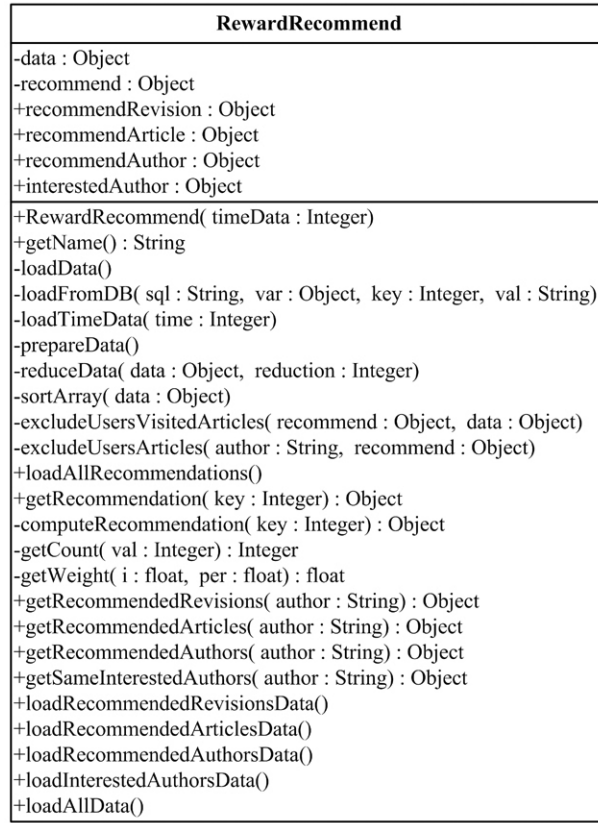 RewardRecommend
-data : Object
-recommend : Object
+recommendRevision : Object
+recommendArticle : Object
+recommendAuthor : Object
+interestedAuthor : Object
+RewardRecommend( timeData : Integer)
+getName() : String
-loadData()
-loadFromDB( sql : String, var : Object, key : Integer, val : String)
-loadTimeData( time : Integer)
-prepareData()
-reduceData( data : Object, reduction : Integer)
-sortArray( data : Object)
-excludeUsersVisitedArticles( recommend : Object, data : Object)
-excludeUsersArticles( author : String, recommend : Object)
+loadAllRecommendations()
+getRecommendation( key : Integer) : Object
-computeRecommendation( key : Integer) : Object
-getCount( val : Integer) : Integer
-getWeight( i : float, per : float) : float
+getRecommendedRevisions( author : String) : Object
+getRecommendedArticles( author : String) : Object
+getRecommendedAuthors( author : String) : Object
+getSameInterestedAuthors( author : String) : Object
+loadRecommendedRevisionsData()
+loadRecommendedArticlesData()
+loadRecommendedAuthorsData()
+loadInterestedAuthorsData()
+loadAllData()